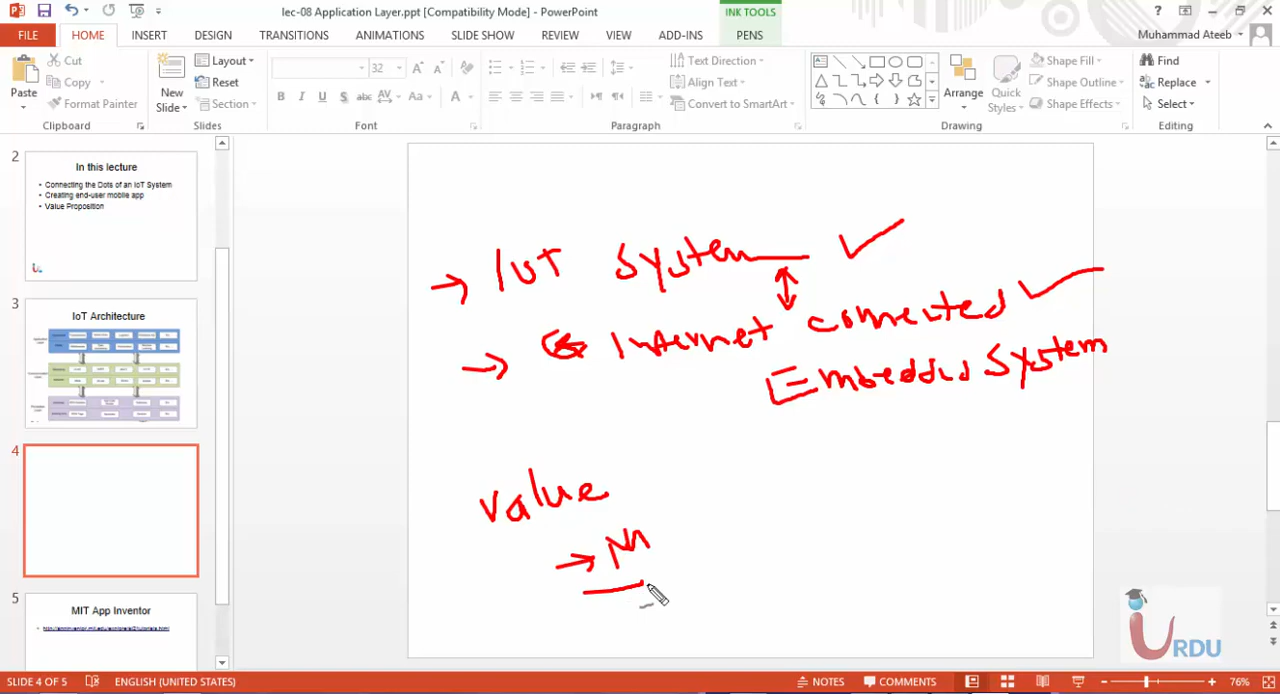 lec-08 Application Layer.ppt [Compatibility Mode] - PowerPoint
INK TOOLS
FILE HOME INSERT DESIGN TRANSITIONS ANIMATIONS SLIDE SHOW REVIEW VIEW ADD-INS PENS
Muhammad Ateeb
Paste
Cut
Copy
Format Painter
Clipboard
New Slide
Layout
Reset
Section
Slides
32
B I U S abc AV Aa A
Font
Text Direction
Align Text
Convert to SmartArt
Paragraph
Arrange
Quick Styles
Shape Fill
Shape Outline
Shape Effects
Drawing
Find
Replace
Select
Editing
2
In this lecture
• Connecting the Dots of an IoT System
• Creating end-user mobile app
• Value Proposition
3
IoT Architecture
4
5
MIT App Inventor
→ IoT System
→ Internet connected
Embedded System
value
→
URDU
SLIDE 4 OF 5 ENGLISH (UNITED STATES) NOTES COMMENTS 76%